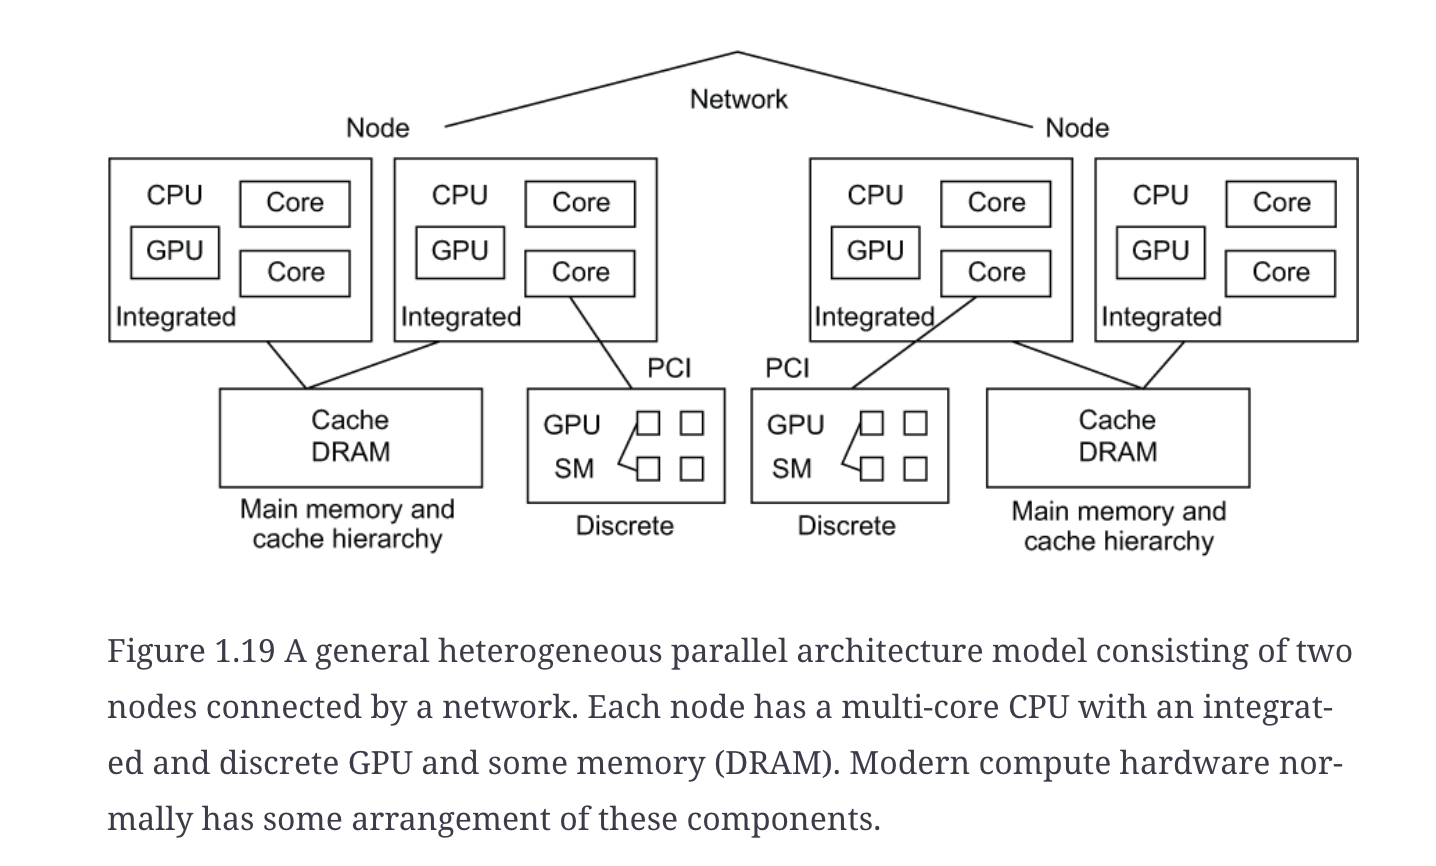 Network
Node
Node
CPU
Core
GPU
Core
Integrated
CPU
Core
GPU
Core
Integrated
CPU
Core
GPU
Core
Integrated
CPU
Core
GPU
Core
Integrated
PCI
PCI
Cache
DRAM
Main memory and
cache hierarchy
GPU
SM
Discrete
GPU
SM
Discrete
Cache
DRAM
Main memory and
cache hierarchy
Figure 1.19 A general heterogeneous parallel architecture model consisting of two
nodes connected by a network. Each node has a multi-core CPU with an integrat-
ed and discrete GPU and some memory (DRAM). Modern compute hardware nor-
mally has some arrangement of these components.